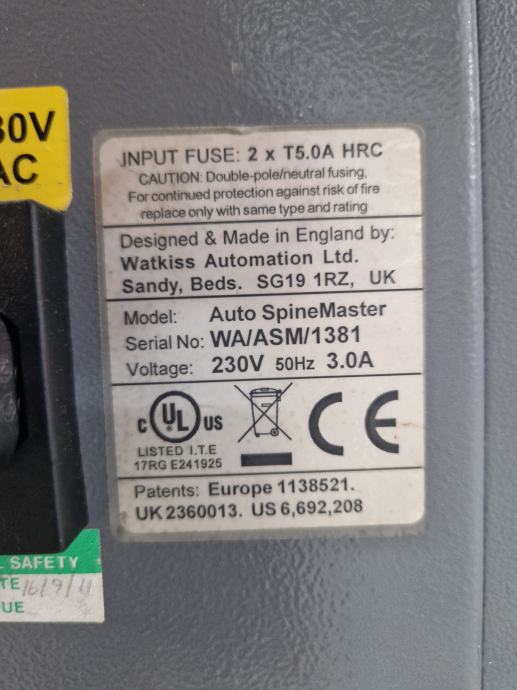 30V
AC
INPUT FUSE: 2 x T5.0A HRC
CAUTION: Double-pole/neutral fusing,
For continued protection against risk of fire
replace only with same type and rating
Designed & Made in England by:
Watkiss Automation Ltd.
Sandy, Beds. SG19 1RZ, UK
Model: Auto SpineMaster
Serial No: WA/ASM/1381
Voltage: 230V 50Hz 3.0A
C UL US
CE
LISTED I.T.E
17RG E241925
Patents: Europe 1138521.
UK 2360013. US 6,692,208
L SAFETY
TE 16/9/11
UE